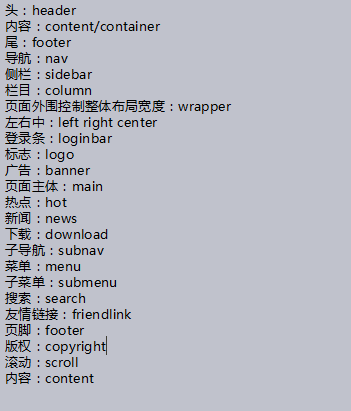 头：header
内容：content/container
尾：footer
导航：nav
侧栏：sidebar
栏目：column
页面外围控制整体布局宽度：wrapper
左右中：left right center
登录条：loginbar
标志：logo
广告：banner
页面主体：main
热点：hot
新闻：news
下载：download
子导航：subnav
菜单：menu
子菜单：submenu
搜索：search
友情链接：friendlink
页脚：footer
版权：copyright
滚动：scroll
内容：content